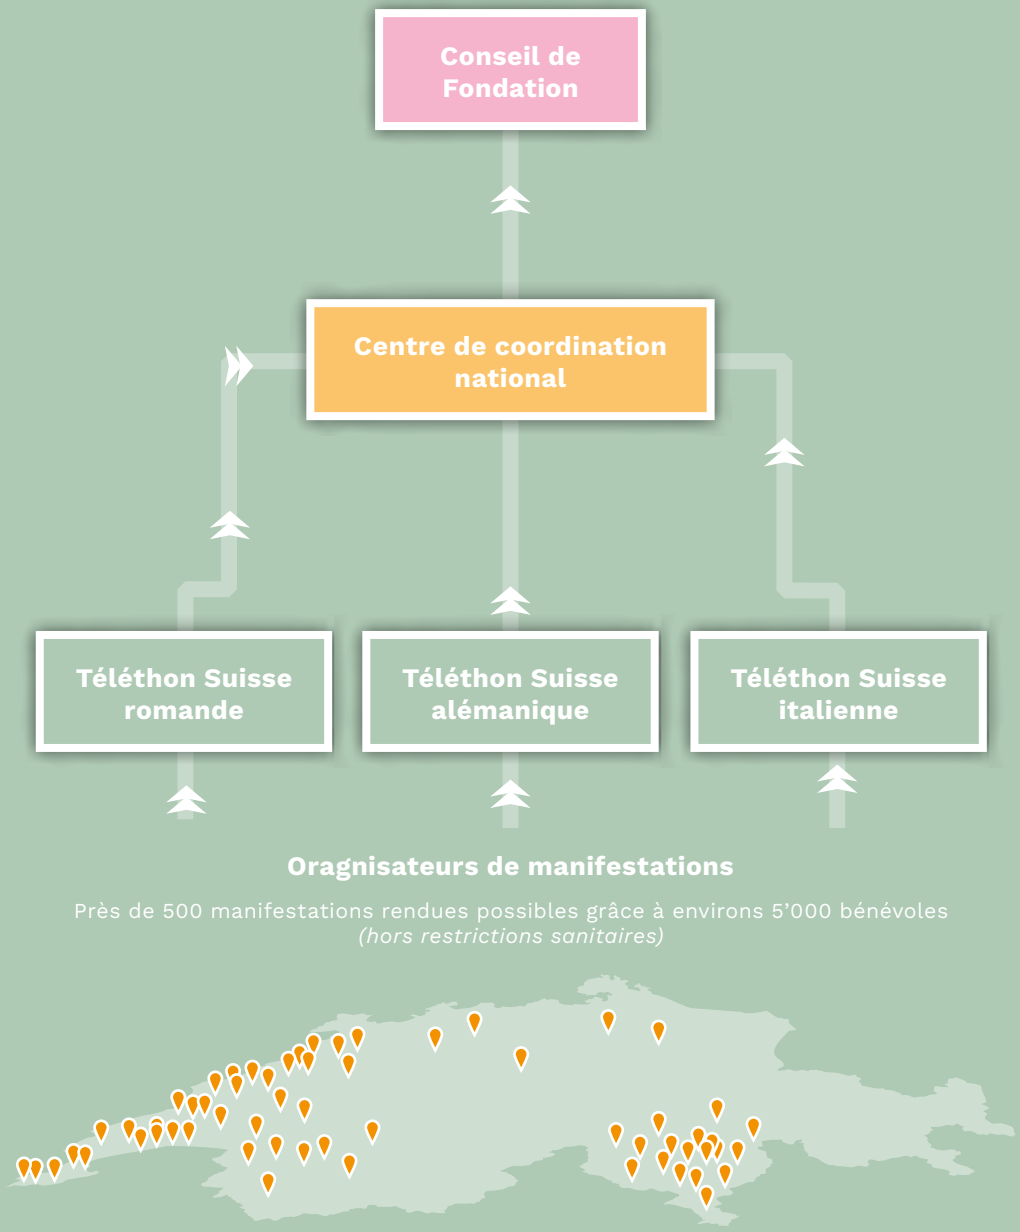 Conseil de
Fondation
Centre de coordination
national
Téléthon Suisse
romande
Téléthon Suisse
alémanique
Téléthon Suisse
italienne
Oragnisateurs de manifestations
Près de 500 manifestations rendues possibles grâce à environs 5’000 bénévoles
(hors restrictions sanitaires)